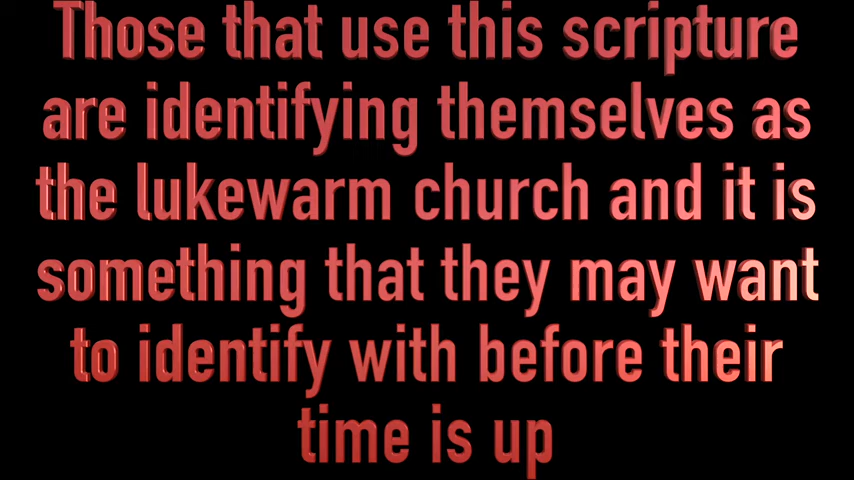 Those that use this scripture
are identifying themselves as
the lukewarm church and it is
something that they may want
to identify with before their
time is up